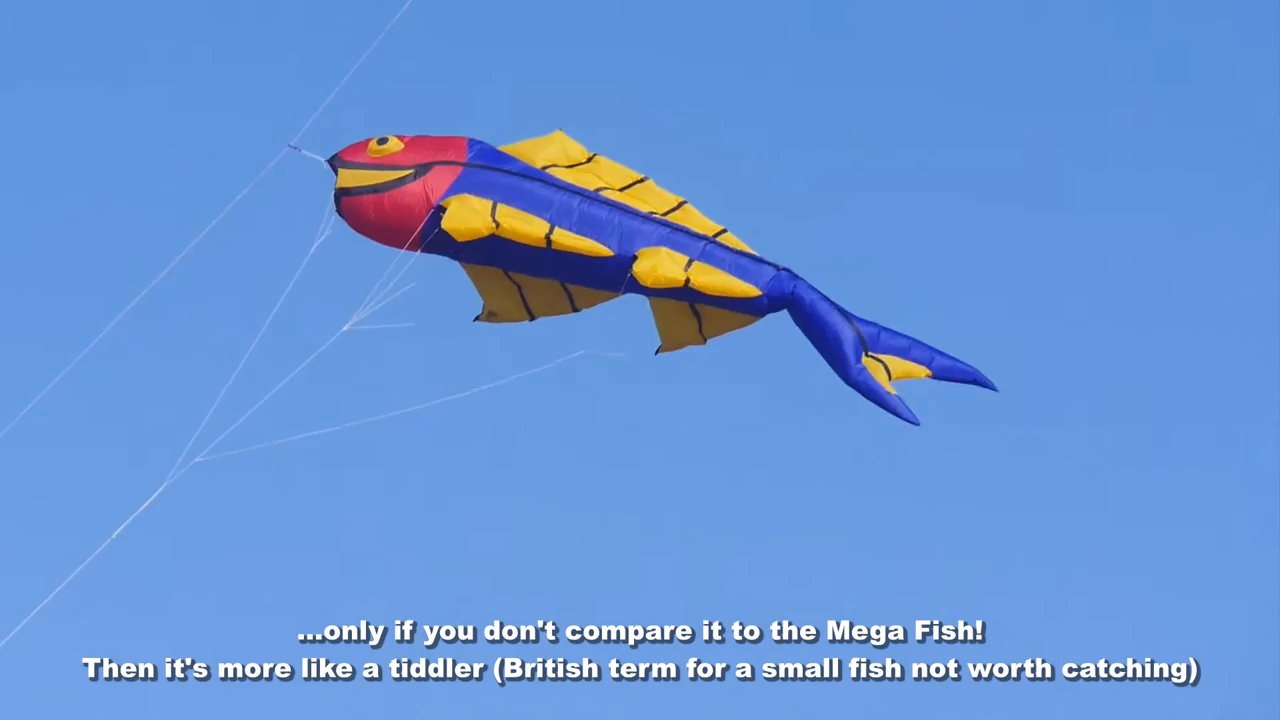 ...only if you don't compare it to the Mega Fish!
Then it's more like a tiddler (British term for a small fish not worth catching)